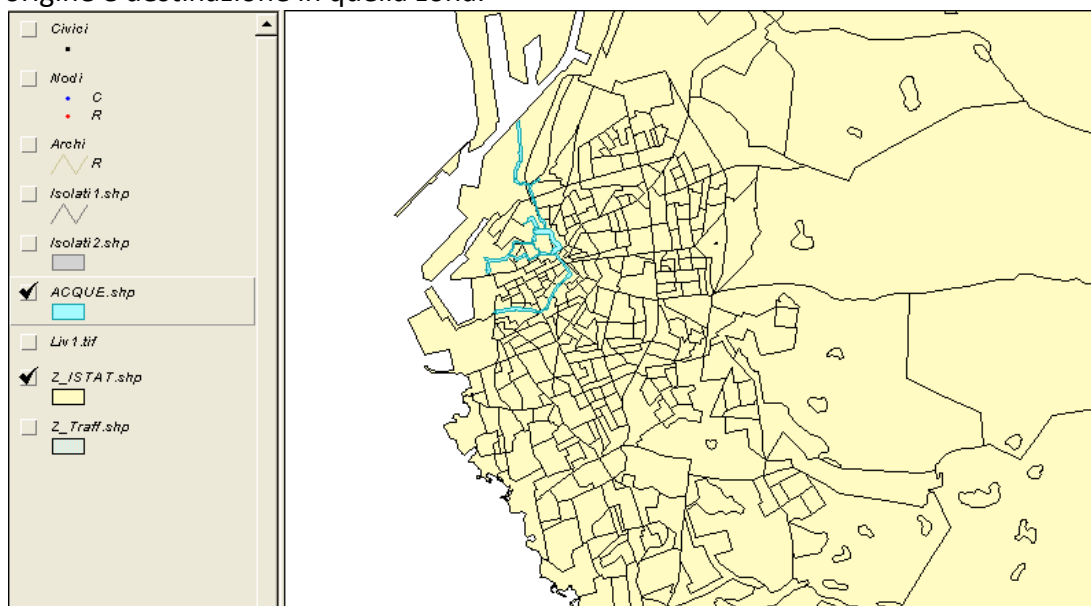 origine e destinazione in quella zona.
Civici
Nodi
C
R
Archi
R
Isolati1.shp
Isolati2.shp
ACQUE.shp
Liv1.tif
Z_ISTAT.shp
Z_Traff.shp